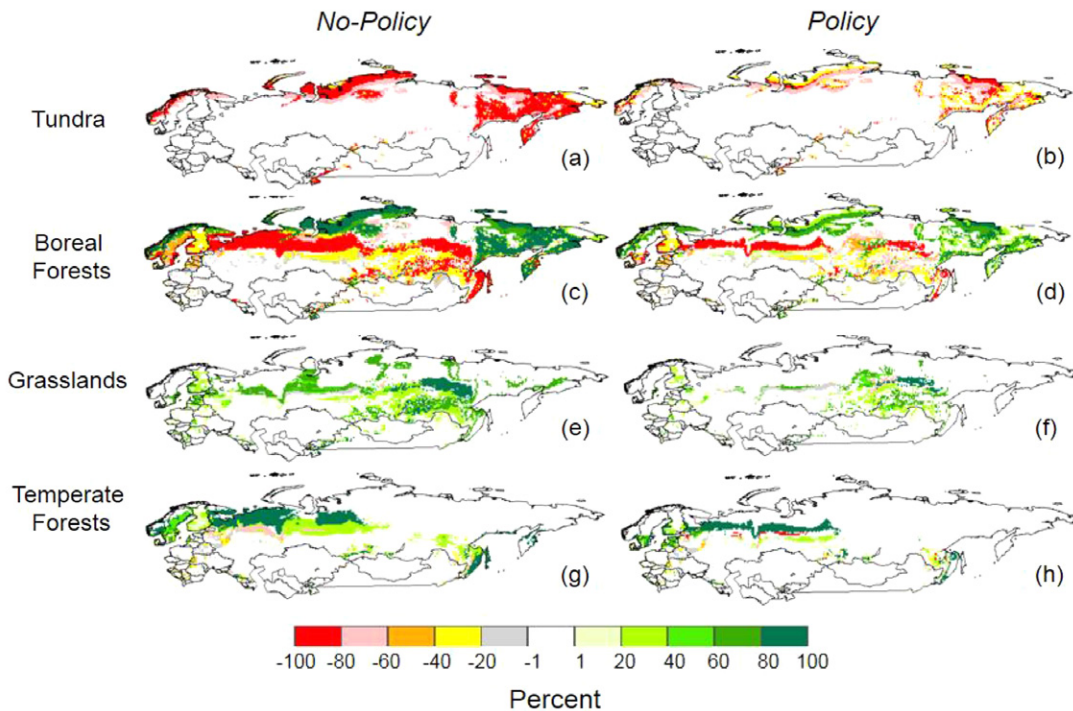 No-Policy Policy
Tundra
(a) (b)
Boreal
Forests
(c) (d)
Grasslands
(e) (f)
Temperate
Forests
(g) (h)
-100 -80 -60 -40 -20 -1 1 20 40 60 80 100
Percent